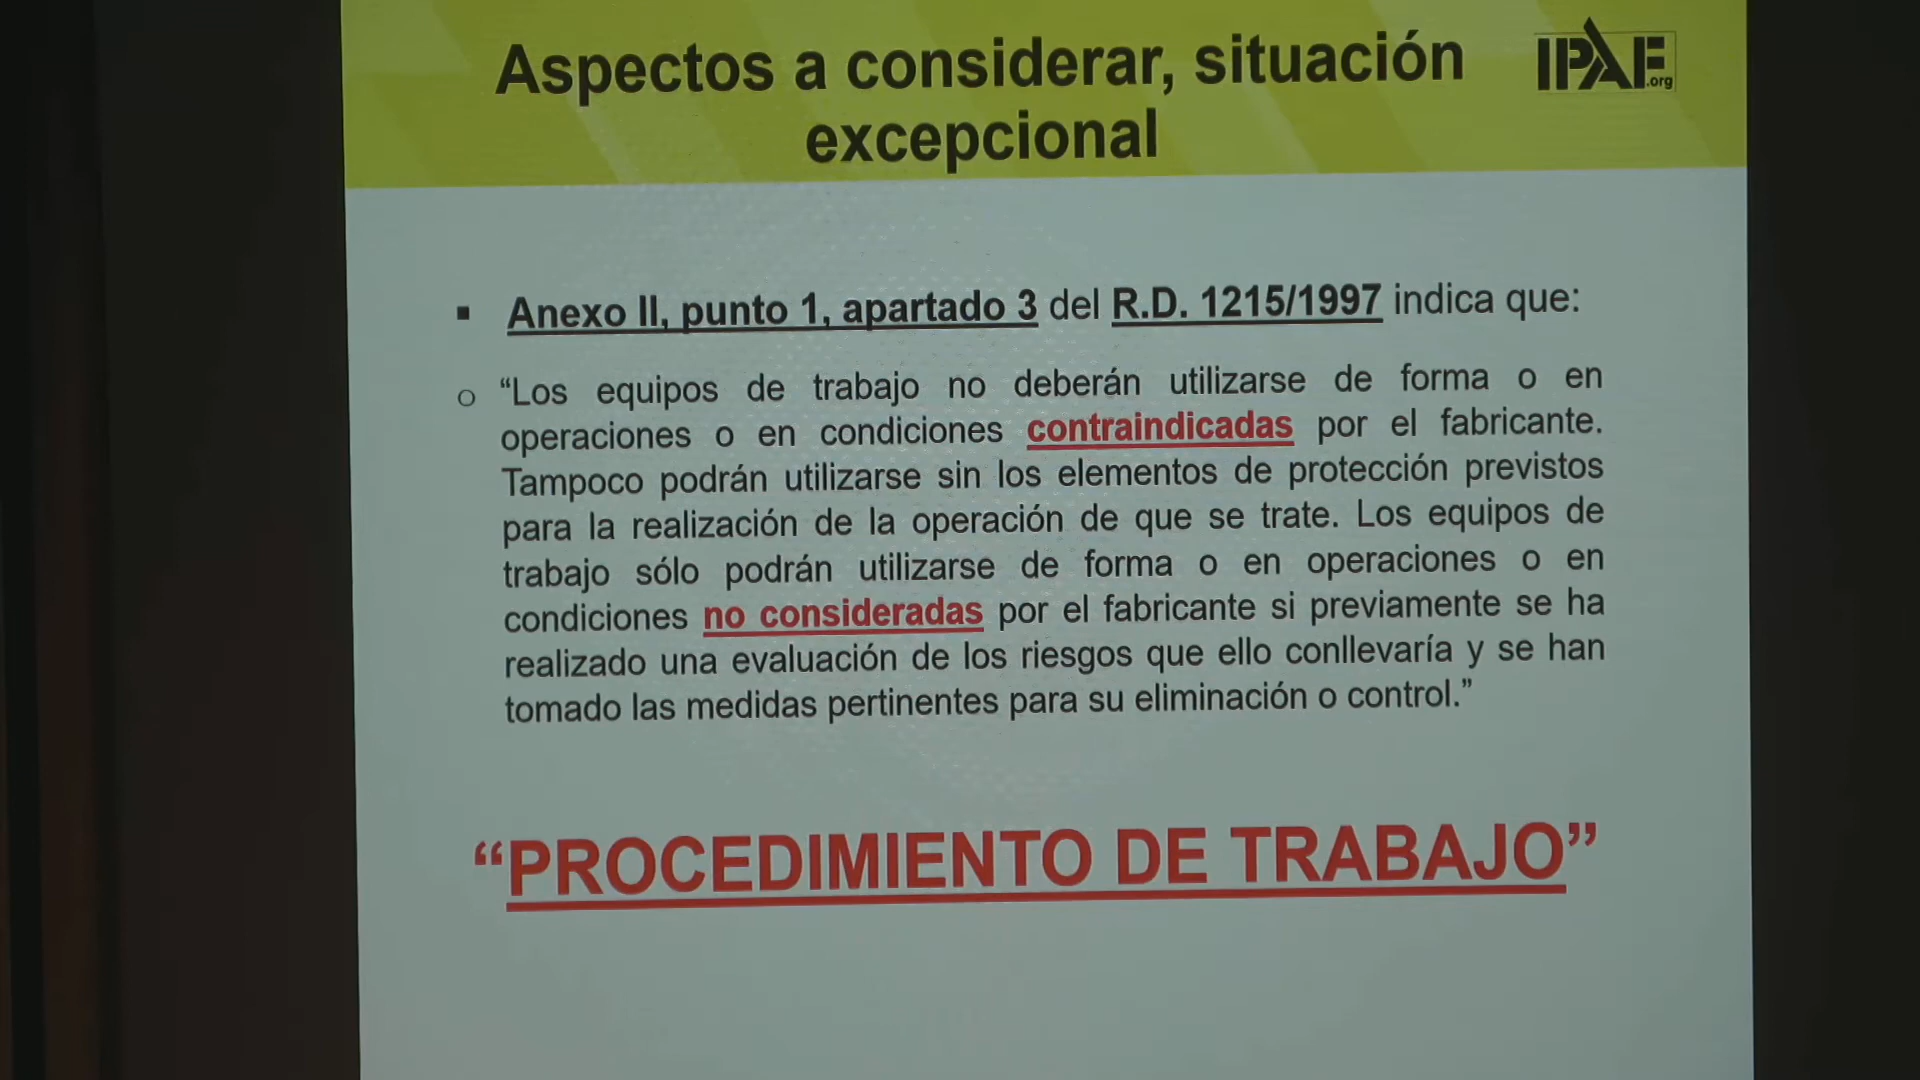 Aspectos a considerar, situación
excepcional
IPAF
.org
▪ Anexo II, punto 1, apartado 3 del R.D. 1215/1997 indica que:
o “Los equipos de trabajo no deberán utilizarse de forma o en
operaciones o en condiciones contraindicadas por el fabricante.
Tampoco podrán utilizarse sin los elementos de protección previstos
para la realización de la operación de que se trate. Los equipos de
trabajo sólo podrán utilizarse de forma o en operaciones o en
condiciones no consideradas por el fabricante si previamente se ha
realizado una evaluación de los riesgos que ello conllevaría y se han
tomado las medidas pertinentes para su eliminación o control.”
“PROCEDIMIENTO DE TRABAJO”